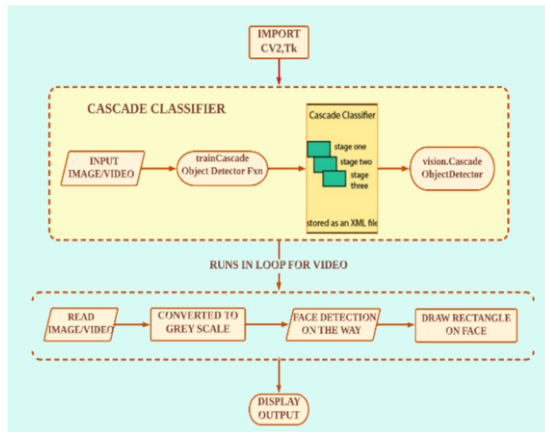 IMPORT
CV2,Tk
CASCADE CLASSIFIER
INPUT
IMAGE/VIDEO
trainCascade
Object Detector Fxn
Cascade Classifier
stage one
stage two
stage
three
stored as an XML file
vision.Cascade
ObjectDetector
RUNS IN LOOP FOR VIDEO
READ
IMAGE/VIDEO
CONVERTED TO
GREY SCALE
FACE DETECTION
ON THE WAY
DRAW RECTANGLE
ON FACE
DISPLAY
OUTPUT